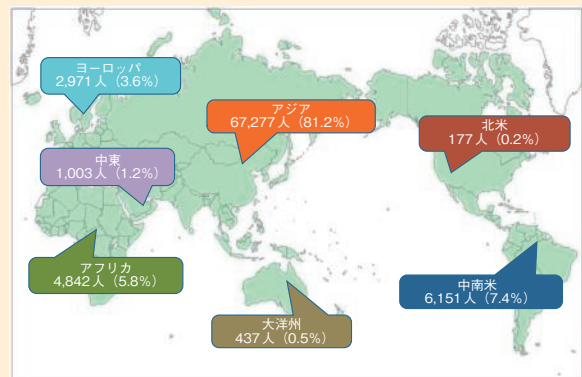 ヨーロッパ
2,971人（3.6%）
アジア
67,277人（81.2%）
北米
177人（0.2%）
中東
1,003人（1.2%）
アフリカ
4,842人（5.8%）
中南米
6,151人（7.4%）
大洋州
437人（0.5%）